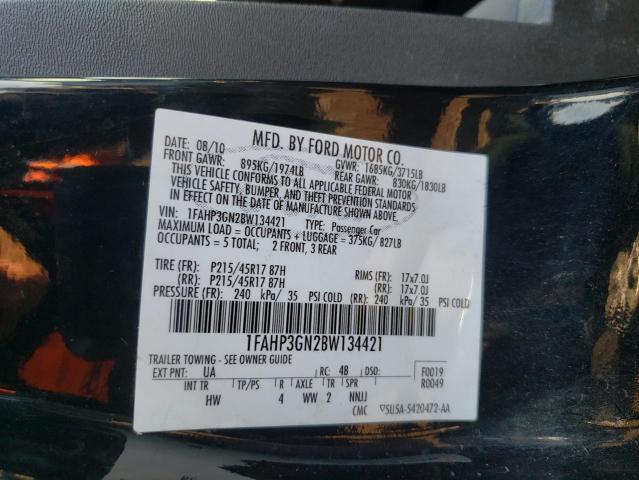 MFD. BY FORD MOTOR CO.
DATE: 08/10 GVWR: 1685KG/3715LB
FRONT GAWR: 895KG/1974LB REAR GAWR: 830KG/1830LB
THIS VEHICLE CONFORMS TO ALL APPLICABLE FEDERAL MOTOR
VEHICLE SAFETY, BUMPER, AND THEFT PREVENTION STANDARDS
IN EFFECT ON THE DATE OF MANUFACTURE SHOWN ABOVE.
VIN: 1FAHP3GN2BW134421 TYPE: Passenger Car
MAXIMUM LOAD = OCCUPANTS + LUGGAGE = 375KG/ 827LB
OCCUPANTS = 5 TOTAL; 2 FRONT, 3 REAR
TIRE (FR): P215/45R17 87H RIMS (FR): 17x7.0J
(RR): P215/45R17 87H (RR): 17x7.0J
PRESSURE (FR): 240 kPa/ 35 PSI COLD (RR): 240 kPa/ 35 PSI COLD
1FAHP3GN2BW134421
TRAILER TOWING - SEE OWNER GUIDE
EXT PNT: UA RC: 48 DSO: F0019
R0049
INT TR TP/PS R AXLE TR SPR
HW 4 WW 2 NNJJ
CMC 5U5A-5420472-AA